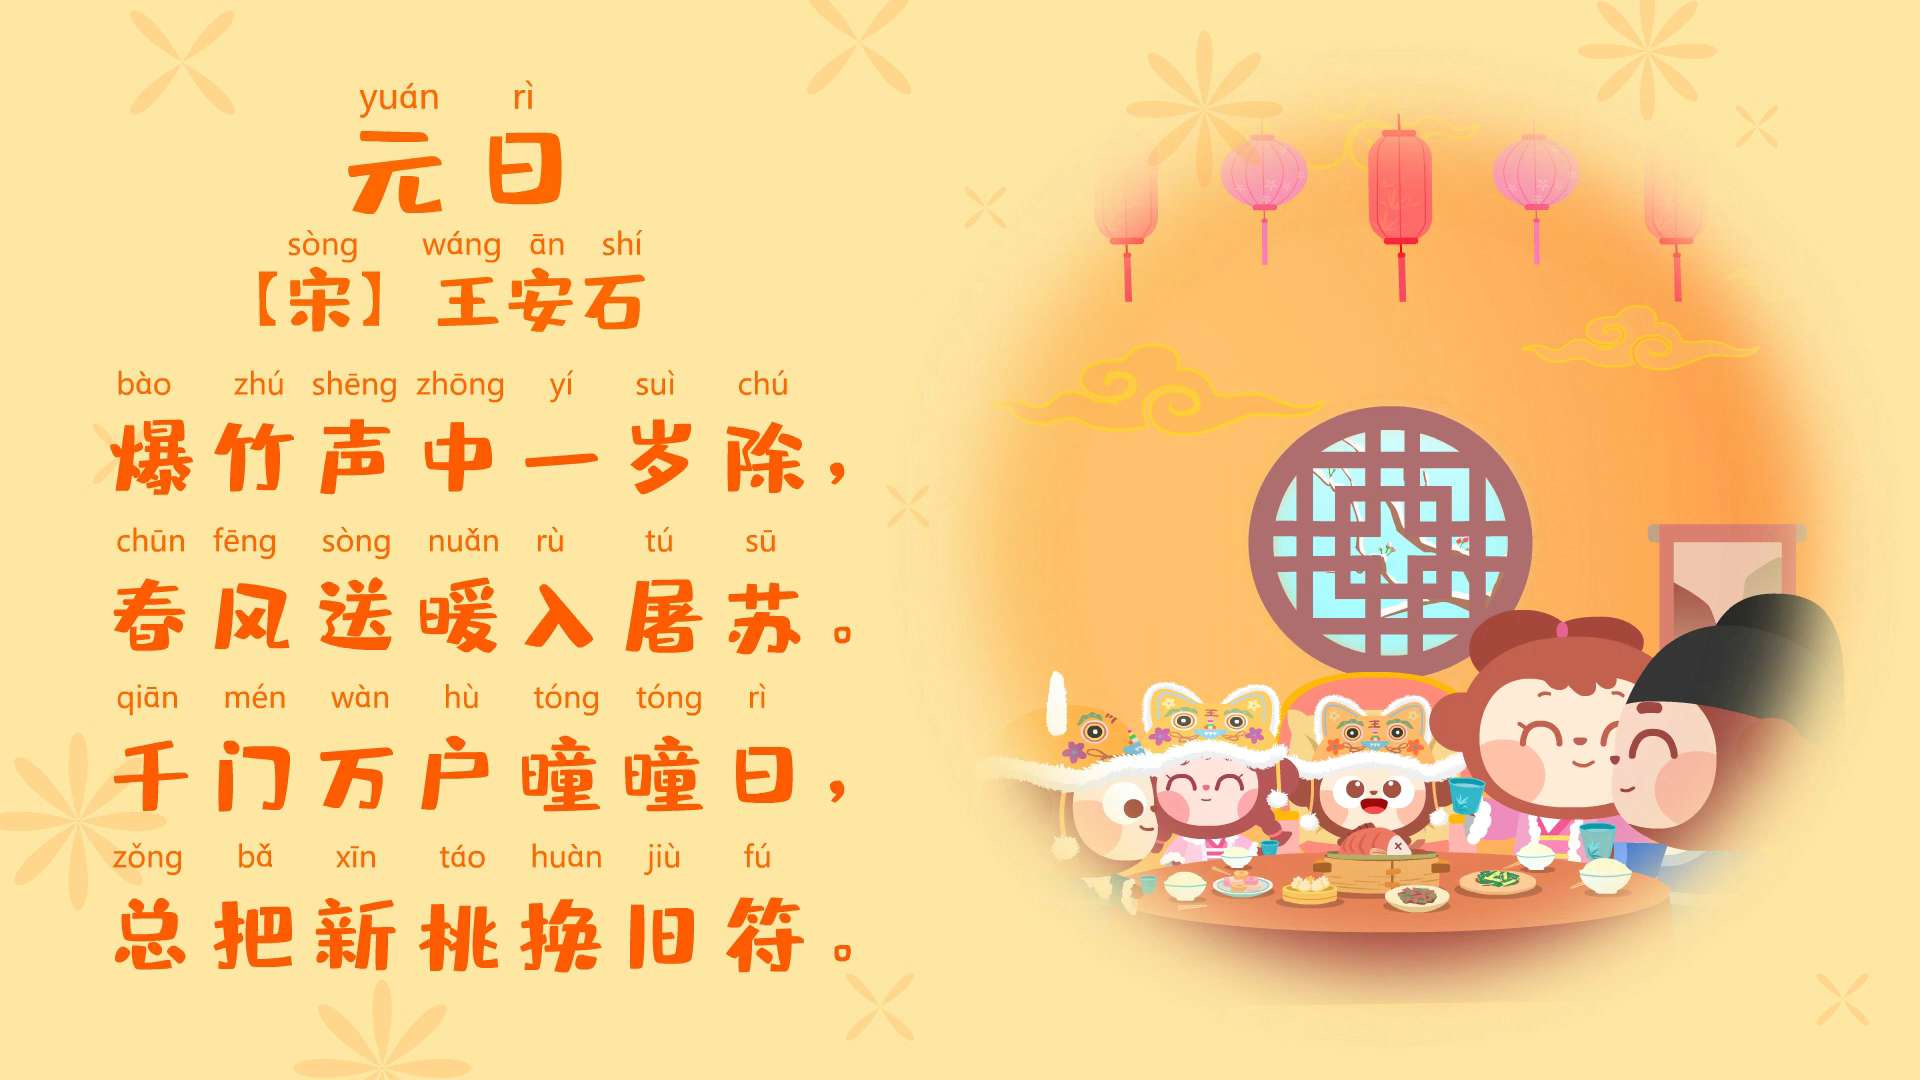 yuán rì
元日
sòng wáng ān shí
【宋】 王安石
bào zhú shēng zhōng yí suì chú
爆竹声中一岁除，
chūn fēng sòng nuǎn rù tú sū
春风送暖入屠苏。
qiān mén wàn hù tóng tóng rì
千门万户曈曈日，
zǒng bǎ xīn táo huàn jiù fú
总把新桃换旧符。